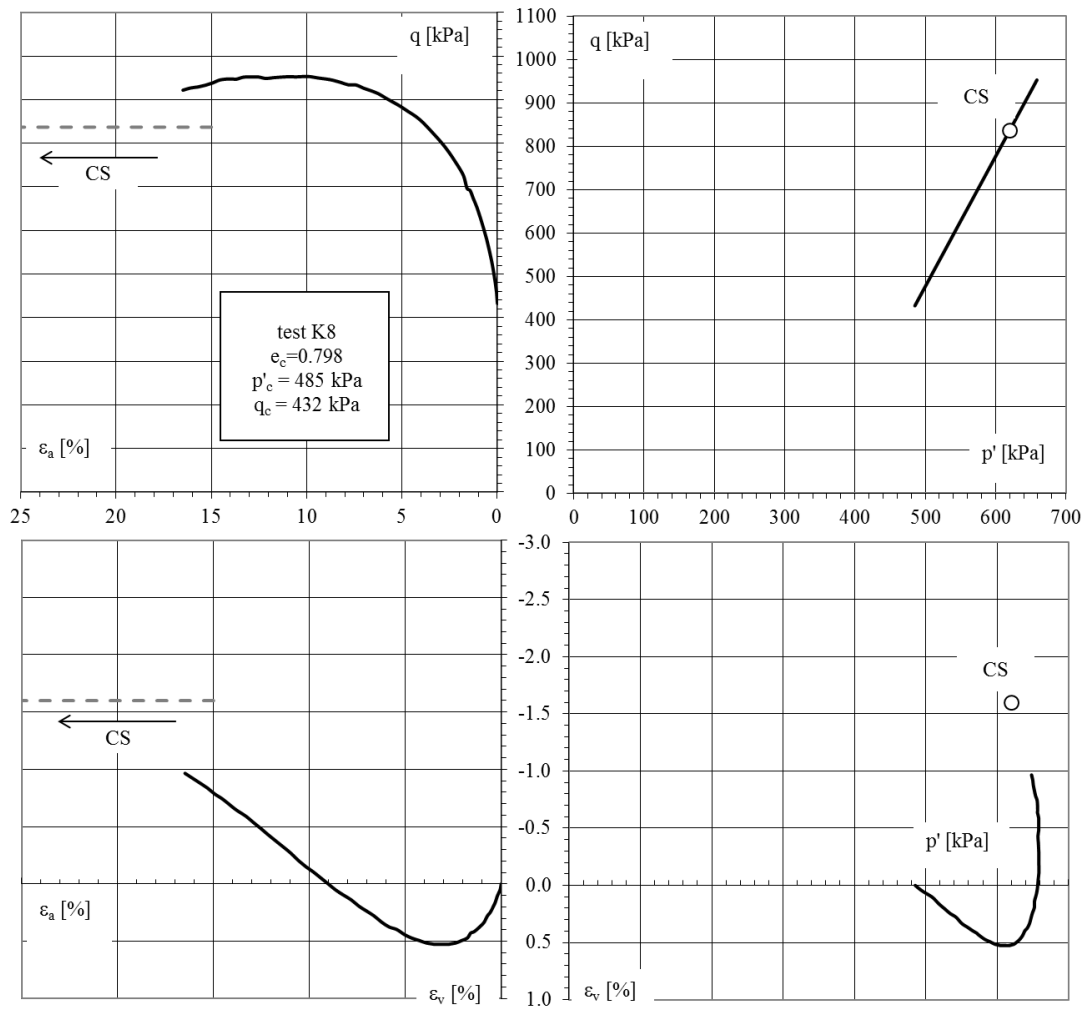 q [kPa]
CS
test K8
e_c=0.798
p'_c = 485 kPa
q_c = 432 kPa
ε_a [%]
25 20 15 10 5 0
1100
1000
900
800
700
600
500
400
300
200
100
0
q [kPa]
CS
p' [kPa]
0 100 200 300 400 500 600 700
CS
ε_a [%]
ε_v [%]
-3.0
-2.5
-2.0
-1.5
-1.0
-0.5
0.0
0.5
1.0
CS
p' [kPa]
ε_v [%]